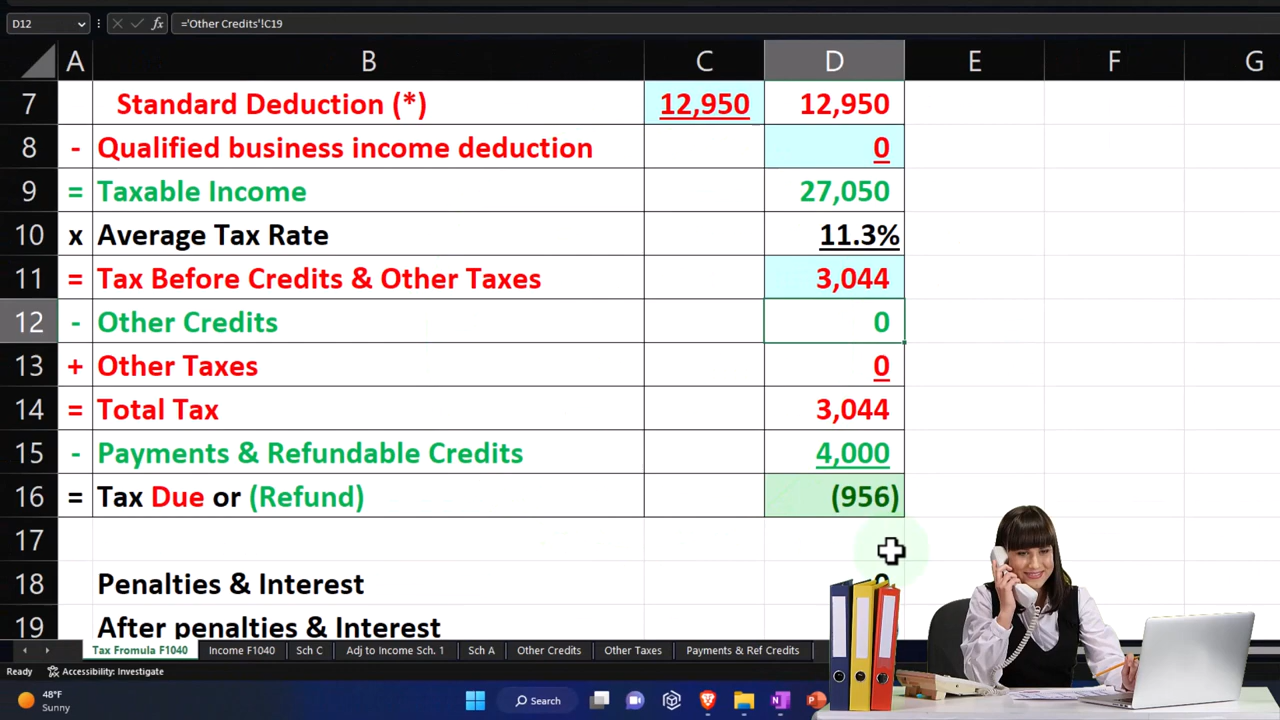 D12 ='Other Credits'!C19
A B C D E F G
7 Standard Deduction (*) 12,950 12,950
8 - Qualified business income deduction 0
9 = Taxable Income 27,050
10 x Average Tax Rate 11.3%
11 = Tax Before Credits & Other Taxes 3,044
12 - Other Credits 0
13 + Other Taxes 0
14 = Total Tax 3,044
15 - Payments & Refundable Credits 4,000
16 = Tax Due or (Refund) (956)
17
18 Penalties & Interest
19 After penalties & Interest
Tax Fromula F1040 Income F1040 Sch C Adj to Income Sch. 1 Sch A Other Credits Other Taxes Payments & Ref Credits
Ready Accessibility: Investigate
48°F
Sunny
Search